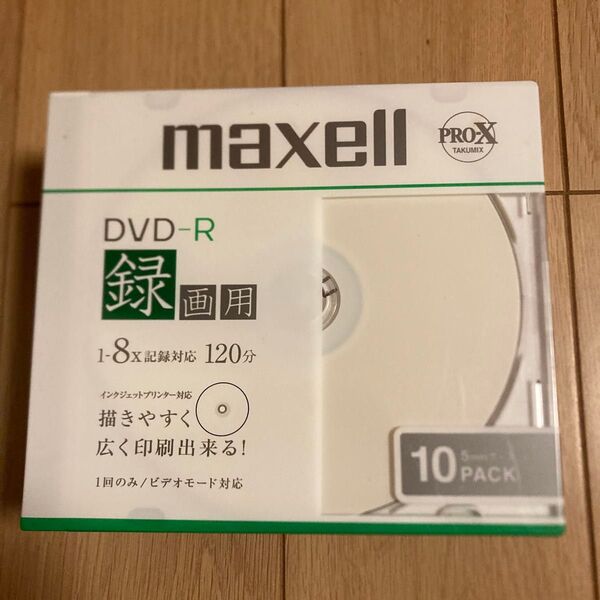 maxell
PRO-X
TAKUMIX
DVD-R
録画用
1-8x記録対応 120分
インクジェットプリンター対応
描きやすく
広く印刷出来る!
1回のみ/ビデオモード対応
10
PACK